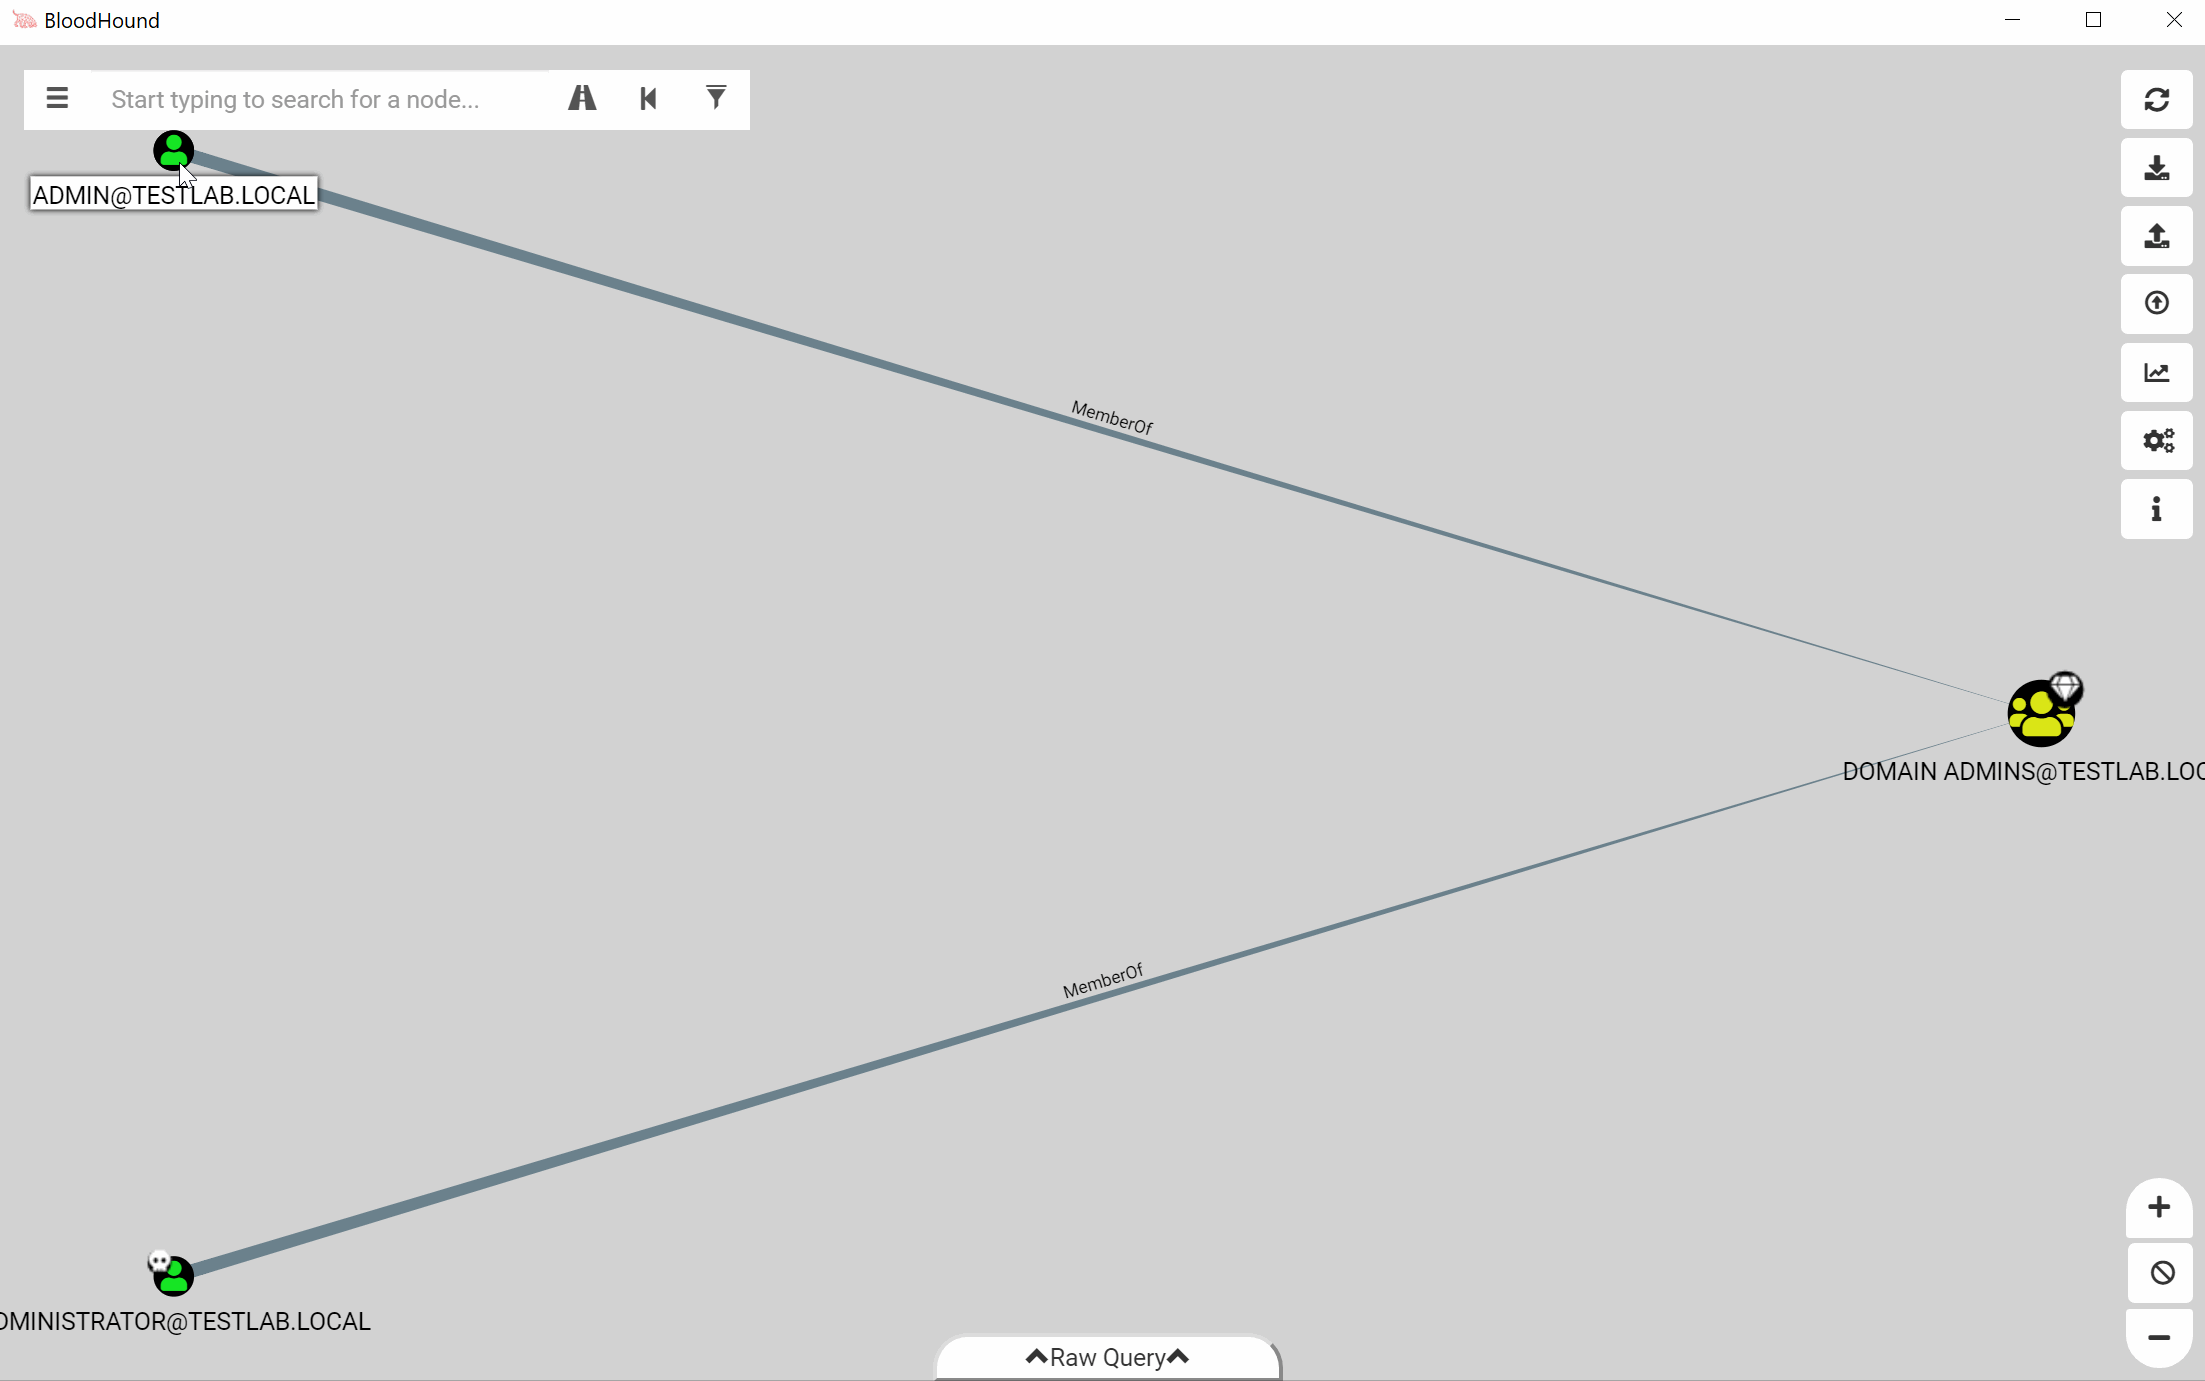 BloodHound
Start typing to search for a node...
ADMIN@TESTLAB.LOCAL
MemberOf
DOMAIN ADMINS@TESTLAB.LOC
MemberOf
DMINISTRATOR@TESTLAB.LOCAL
Raw Query